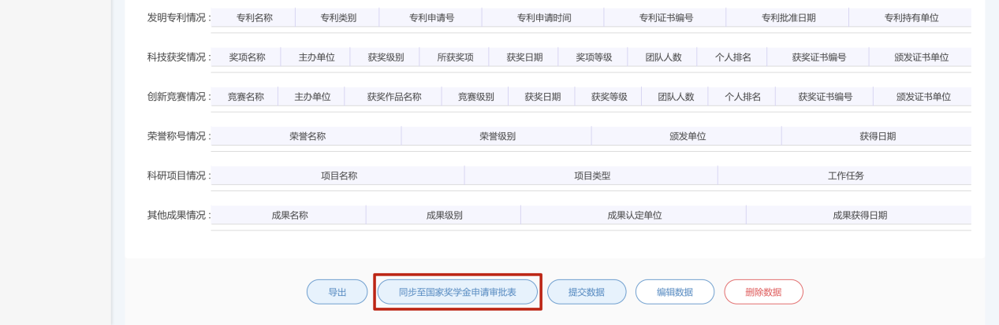 发明专利情况： 专利名称 专利类别 专利申请号 专利申请时间 专利证书编号 专利批准日期 专利持有单位
科技获奖情况： 奖项名称 主办单位 获奖级别 所获奖项 获奖日期 奖项等级 团队人数 个人排名 获奖证书编号 颁发证书单位
创新竞赛情况： 竞赛名称 主办单位 获奖作品名称 竞赛级别 获奖日期 获奖等级 团队人数 个人排名 获奖证书编号 颁发证书单位
荣誉称号情况： 荣誉名称 荣誉级别 颁发单位 获得日期
科研项目情况： 项目名称 项目类型 工作任务
其他成果情况： 成果名称 成果级别 成果认定单位 成果获得日期
导出 同步至国家奖学金申请审批表 提交数据 编辑数据 删除数据